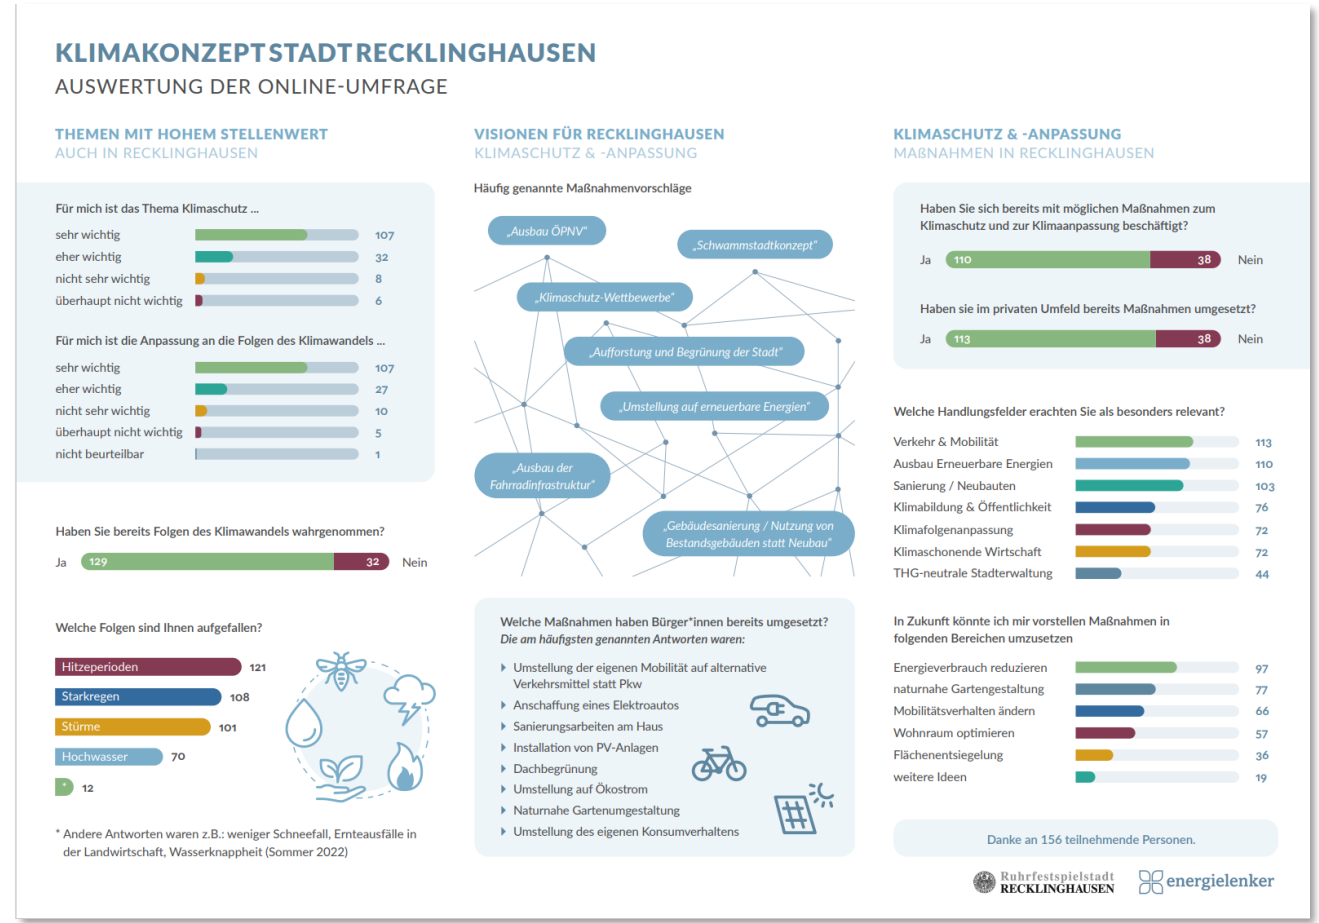 KLIMAKONZEPT STADT RECKLINGHAUSEN
AUSWERTUNG DER ONLINE-UMFRAGE
THEMEN MIT HOHEM STELLENWERT
AUCH IN RECKLINGHAUSEN
Für mich ist das Thema Klimaschutz ...
sehr wichtig 107
eher wichtig 32
nicht sehr wichtig 8
überhaupt nicht wichtig 6
Für mich ist die Anpassung an die Folgen des Klimawandels ...
sehr wichtig 107
eher wichtig 27
nicht sehr wichtig 10
überhaupt nicht wichtig 5
nicht beurteilbar 1
Haben Sie bereits Folgen des Klimawandels wahrgenommen?
Ja 129 32 Nein
Welche Folgen sind Ihnen aufgefallen?
Hitzeperioden 121
Starkregen 108
Stürme 101
Hochwasser 70
* 12
* Andere Antworten waren z.B.: weniger Schneefall, Ernteausfälle in
der Landwirtschaft, Wasserknappheit (Sommer 2022)
VISIONEN FÜR RECKLINGHAUSEN
KLIMASCHUTZ & -ANPASSUNG
Häufig genannte Maßnahmenvorschläge
„Ausbau ÖPNV"
„Schwammstadtkonzept"
„Klimaschutz-Wettbewerbe"
„Aufforstung und Begrünung der Stadt"
„Umstellung auf erneuerbare Energien"
„Ausbau der
Fahrradinfrastruktur"
„Gebäudesanierung / Nutzung von
Bestandsgebäuden statt Neubau"
Welche Maßnahmen haben Bürger*innen bereits umgesetzt?
Die am häufigsten genannten Antworten waren:
Umstellung der eigenen Mobilität auf alternative
Verkehrsmittel statt Pkw
Anschaffung eines Elektroautos
Sanierungsarbeiten am Haus
Installation von PV-Anlagen
Dachbegrünung
Umstellung auf Ökostrom
Naturnahe Gartenumgestaltung
Umstellung des eigenen Konsumverhaltens
KLIMASCHUTZ & -ANPASSUNG
MAßNAHMEN IN RECKLINGHAUSEN
Haben Sie sich bereits mit möglichen Maßnahmen zum
Klimaschutz und zur Klimaanpassung beschäftigt?
Ja 110 38 Nein
Haben sie im privaten Umfeld bereits Maßnahmen umgesetzt?
Ja 113 38 Nein
Welche Handlungsfelder erachten Sie als besonders relevant?
Verkehr & Mobilität 113
Ausbau Erneuerbare Energien 110
Sanierung / Neubauten 103
Klimabildung & Öffentlichkeit 76
Klimafolgenanpassung 72
Klimaschonende Wirtschaft 72
THG-neutrale Stadterwaltung 44
In Zukunft könnte ich mir vorstellen Maßnahmen in
folgenden Bereichen umzusetzen
Energieverbrauch reduzieren 97
naturnahe Gartengestaltung 77
Mobilitätsverhalten ändern 66
Wohnraum optimieren 57
Flächenentsiegelung 36
weitere Ideen 19
Danke an 156 teilnehmende Personen.
Ruhrfestspielstadt
RECKLINGHAUSEN
energielenker